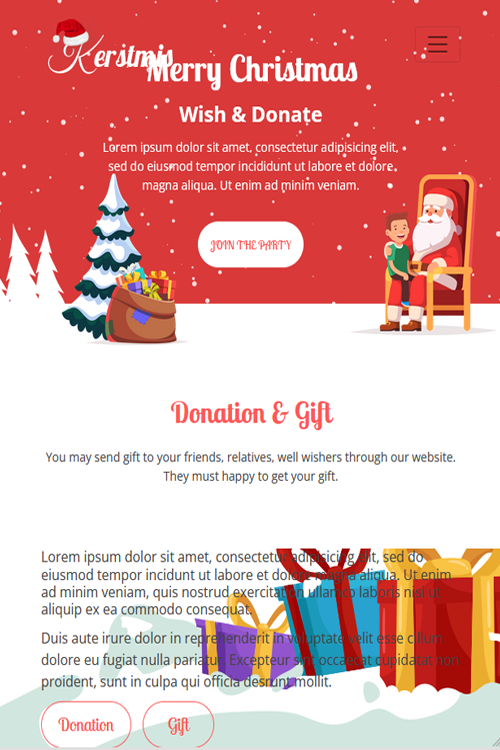 Kerstmis
Merry Christmas
Wish & Donate
Lorem ipsum dolor sit amet, consectetur adipisicing elit,
sed do eiusmod tempor incididunt ut labore et dolore
magna aliqua. Ut enim ad minim veniam.
JOIN THE PARTY
Donation & Gift
You may send gift to your friends, relatives, well wishers through our website.
They must happy to get your gift.
Lorem ipsum dolor sit amet, consectetur adipisicing elit, sed do
eiusmod tempor incidunt ut labore et dolore magna aliqua. Ut enim
ad minim veniam, quis nostrud exercitation ullamco laboris nisi ut
aliquip ex ea commodo consequat.
Duis aute irure dolor in reprehenderit in voluptate velit esse cillum
dolore eu fugiat nulla pariatur. Excepteur sint occaecat cupidatat non
proident, sunt in culpa qui officia desrunt mollit.
Donation
Gift